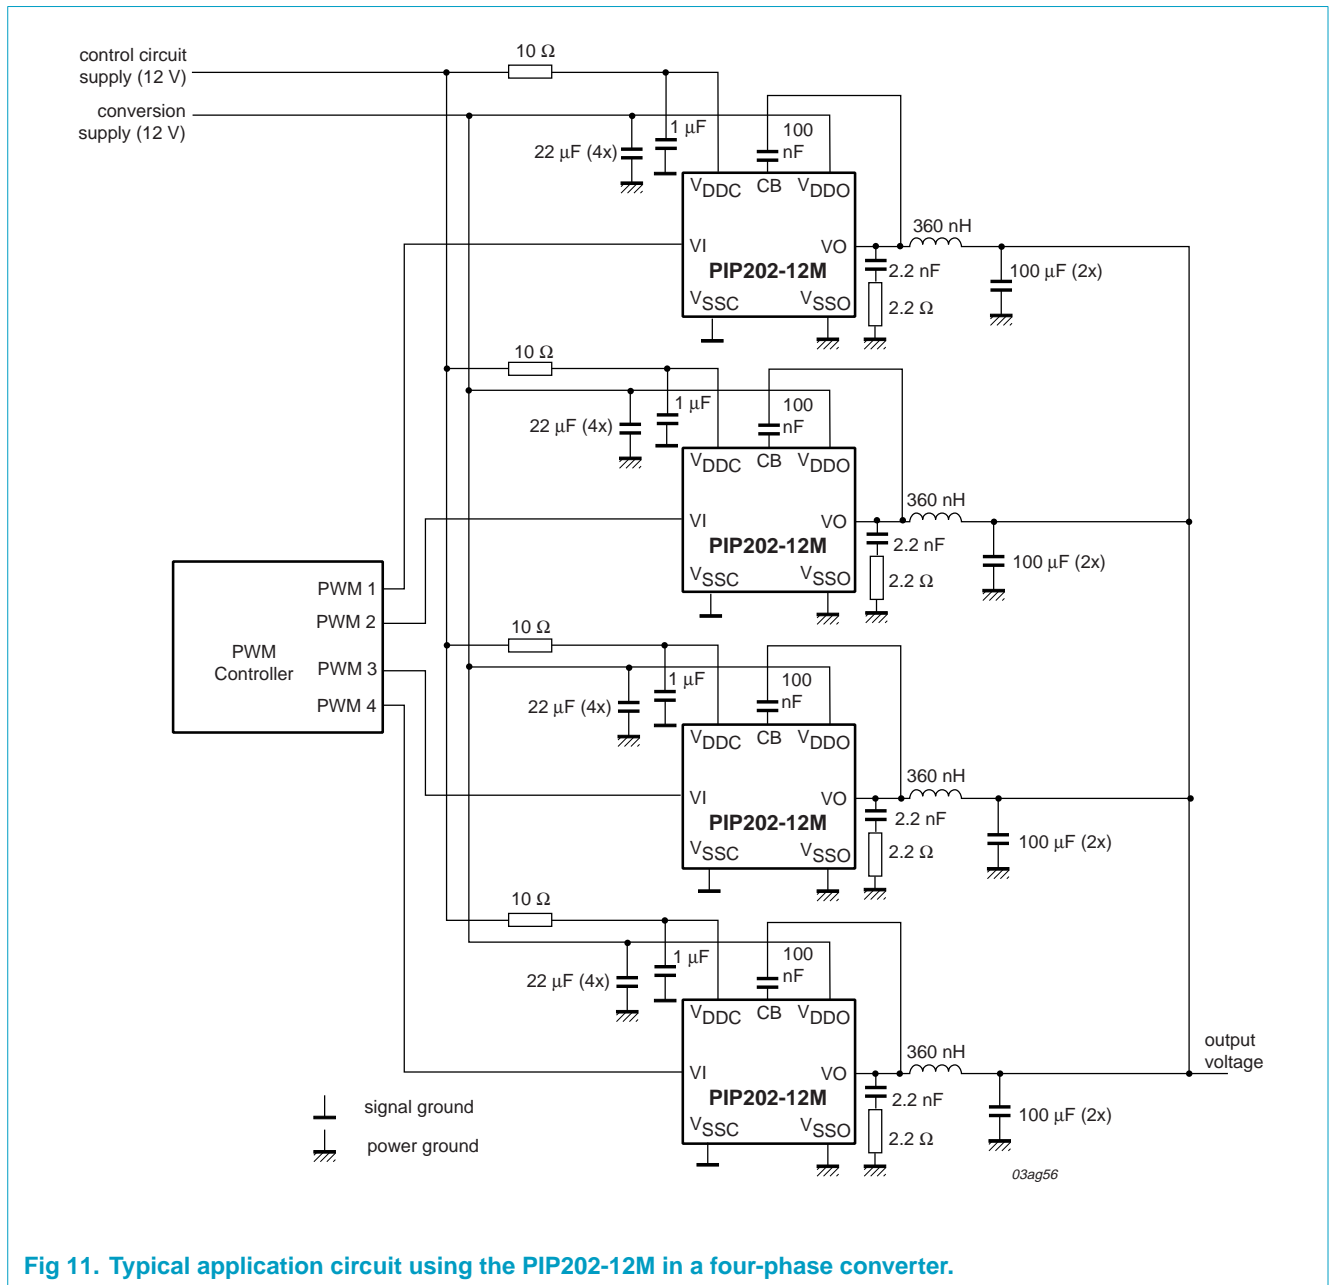 control circuit
supply (12 V)
10 Ω
conversion
supply (12 V)
1 μF
100
nF
22 μF (4x)
VDDC
CB
VDDO
360 nH
VI
VO
PIP202-12M
2.2 nF
100 μF (2x)
VSSC
VSSO
2.2 Ω
10 Ω
1 μF
100
nF
22 μF (4x)
VDDC
CB
VDDO
360 nH
VI
VO
PIP202-12M
2.2 nF
100 μF (2x)
VSSC
VSSO
2.2 Ω
PWM 1
PWM 2
PWM
Controller
PWM 3
PWM 4
10 Ω
1 μF
100
nF
22 μF (4x)
VDDC
CB
VDDO
360 nH
VI
VO
PIP202-12M
2.2 nF
100 μF (2x)
VSSC
VSSO
2.2 Ω
10 Ω
1 μF
100
nF
22 μF (4x)
VDDC
CB
VDDO
360 nH
output
voltage
VI
VO
PIP202-12M
2.2 nF
100 μF (2x)
VSSC
VSSO
2.2 Ω
signal ground
power ground
03ag56
Fig 11. Typical application circuit using the PIP202-12M in a four-phase converter.